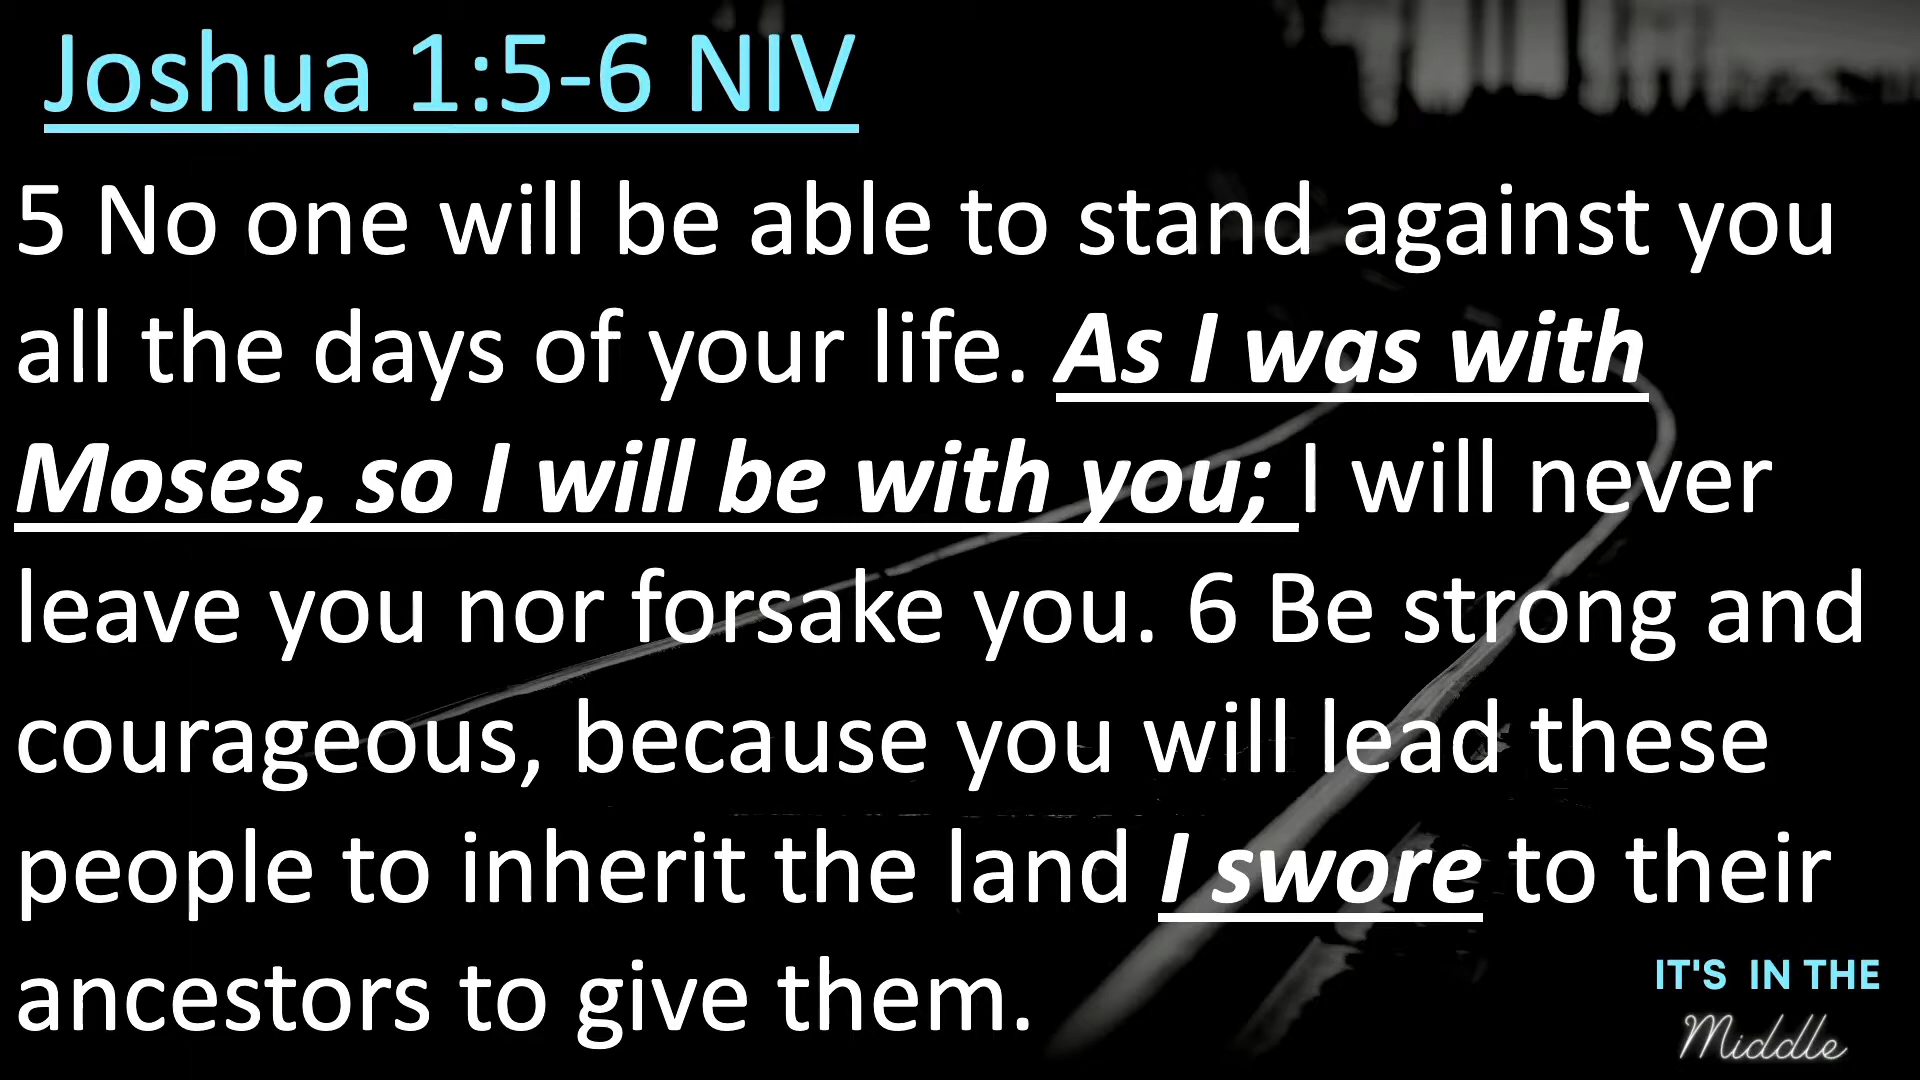 Joshua 1:5-6 NIV
5 No one will be able to stand against you
all the days of your life. As I was with
Moses, so I will be with you; I will never
leave you nor forsake you. 6 Be strong and
courageous, because you will lead these
people to inherit the land I swore to their
ancestors to give them.
IT'S IN THE
Middle